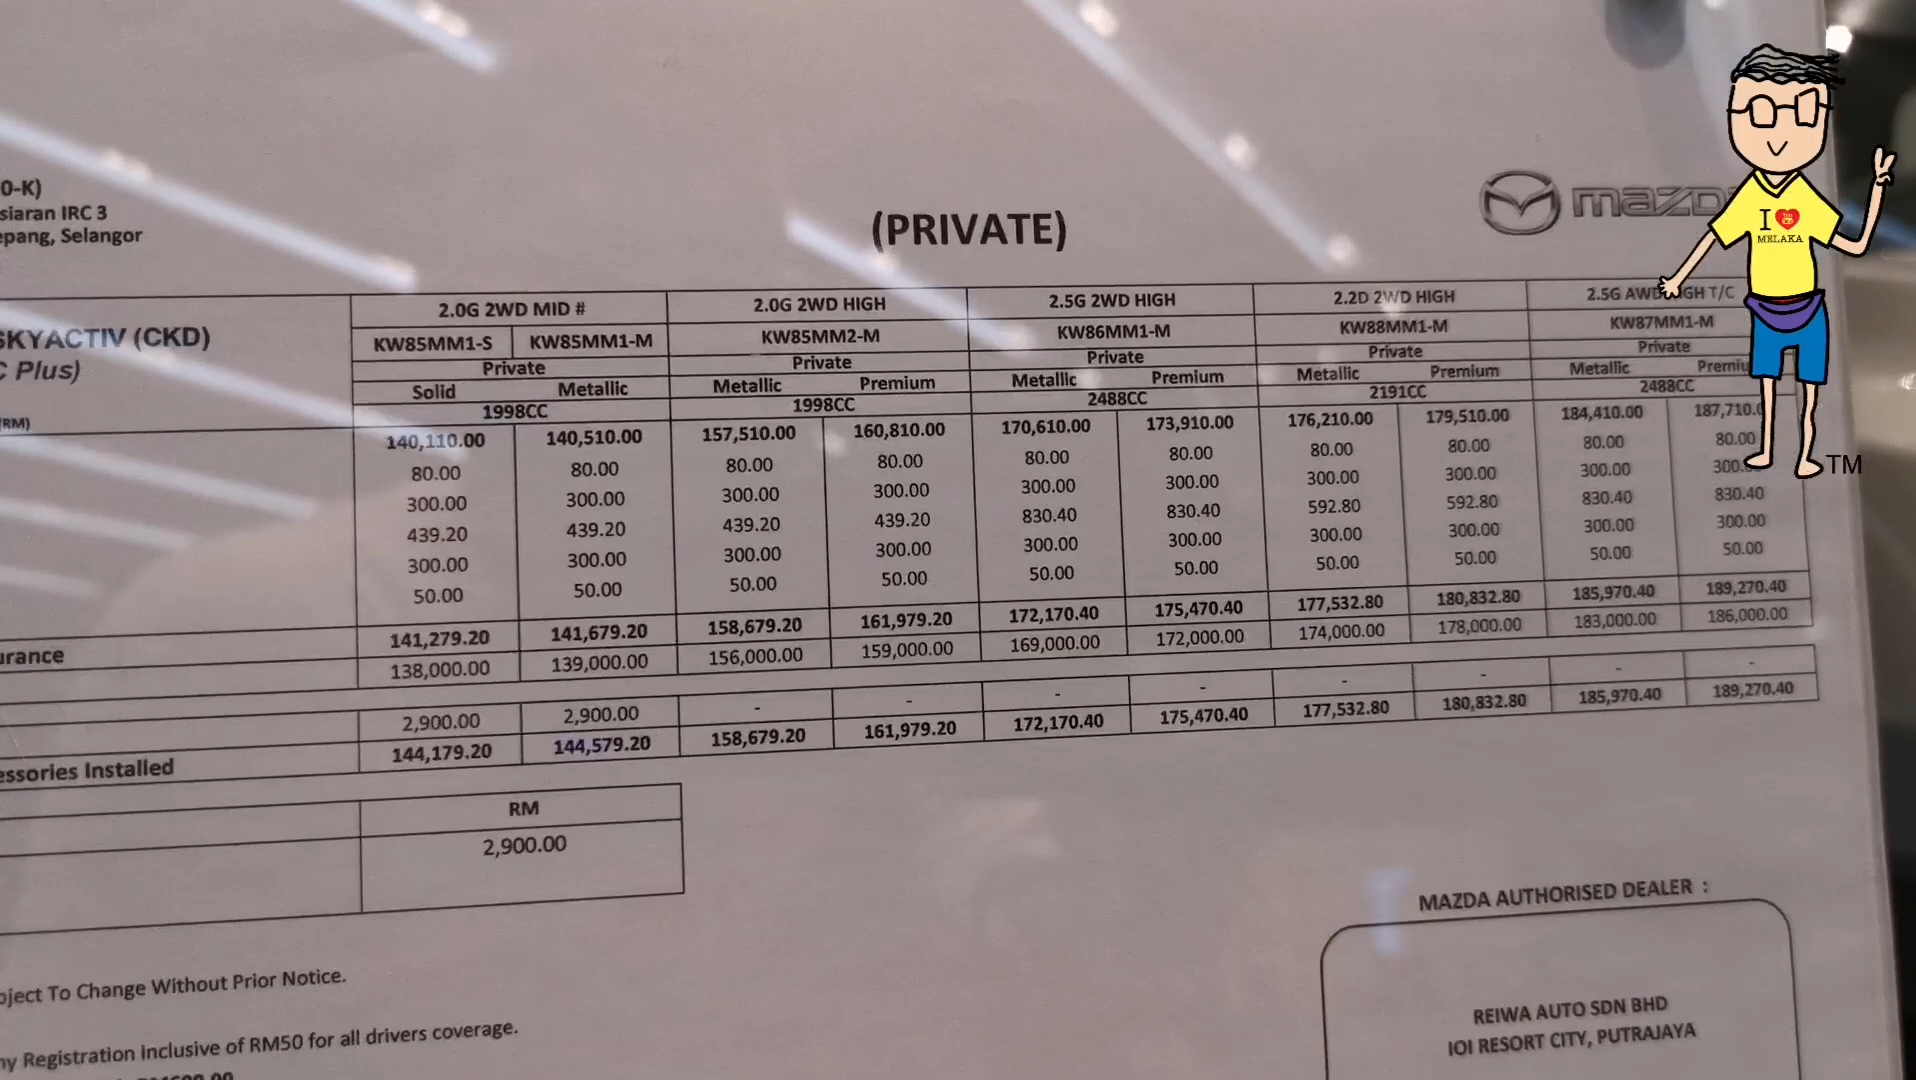 0-K)
siaran IRC 3
epang, Selangor
(PRIVATE)
mazda
I MELAKA
TM
SKYACTIV (CKD)
C Plus)
(RM)
2.0G 2WD MID # 2.0G 2WD HIGH 2.5G 2WD HIGH 2.2D 2WD HIGH 2.5G AWD HIGH T/C
KW85MM1-S KW85MM1-M KW85MM2-M KW86MM1-M KW88MM1-M KW87MM1-M
Private Private Private Private Private
Solid Metallic Metallic Premium Metallic Premium Metallic Premium Metallic Premiu
1998CC 1998CC 2488CC 2191CC 2488CC
140,110.00 140,510.00 157,510.00 160,810.00 170,610.00 173,910.00 176,210.00 179,510.00 184,410.00 187,710.0
80.00 80.00 80.00 80.00 80.00 80.00 80.00 80.00 80.00 80.00
300.00 300.00 300.00 300.00 300.00 300.00 300.00 300.00 300.00 300.
439.20 439.20 439.20 439.20 830.40 830.40 592.80 592.80 830.40 830.40
300.00 300.00 300.00 300.00 300.00 300.00 300.00 300.00 300.00 300.00
50.00 50.00 50.00 50.00 50.00 50.00 50.00 50.00 50.00 50.00
urance 141,279.20 141,679.20 158,679.20 161,979.20 172,170.40 175,470.40 177,532.80 180,832.80 185,970.40 189,270.40
138,000.00 139,000.00 156,000.00 159,000.00 169,000.00 172,000.00 174,000.00 178,000.00 183,000.00 186,000.00
2,900.00 2,900.00 - - - - - - - -
essories Installed 144,179.20 144,579.20 158,679.20 161,979.20 172,170.40 175,470.40 177,532.80 180,832.80 185,970.40 189,270.40
RM
2,900.00
MAZDA AUTHORISED DEALER :
REIWA AUTO SDN BHD
IOI RESORT CITY, PUTRAJAYA
bject To Change Without Prior Notice.
ny Registration Inclusive of RM50 for all drivers coverage.